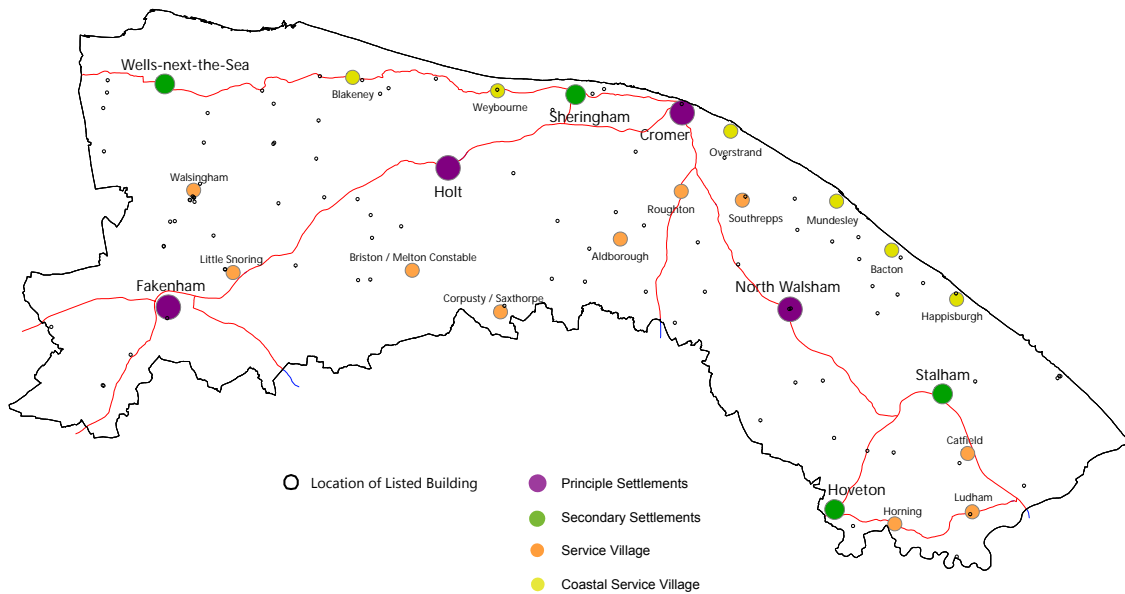 Wells-next-the-Sea
Blakeney
Weybourne
Sheringham
Cromer
Overstrand
Walsingham
Holt
Roughton
Southrepps
Mundesley
Little Snoring
Briston / Melton Constable
Aldborough
Bacton
Fakenham
Corpusty / Saxthorpe
North Walsham
Happisburgh
Stalham
Catfield
Hoveton
Horning
Ludham
Location of Listed Building
Principle Settlements
Secondary Settlements
Service Village
Coastal Service Village